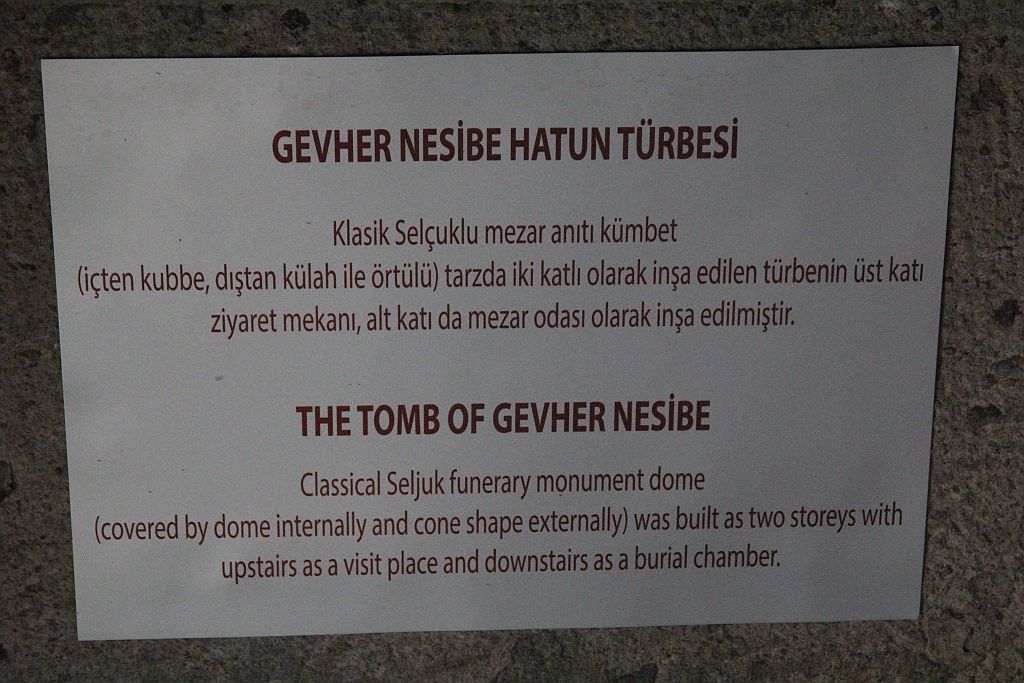 GEVHER NESİBE HATUN TÜRBESİ
Klasik Selçuklu mezar anıtı kümbet
(içten kubbe, dıştan külah ile örtülü) tarzda iki katlı olarak inşa edilen türbenin üst katı
ziyaret mekanı, alt katı da mezar odası olarak inşa edilmiştir.
THE TOMB OF GEVHER NESİBE
Classical Seljuk funerary monument dome
(covered by dome internally and cone shape externally) was built as two storeys with
upstairs as a visit place and downstairs as a burial chamber.